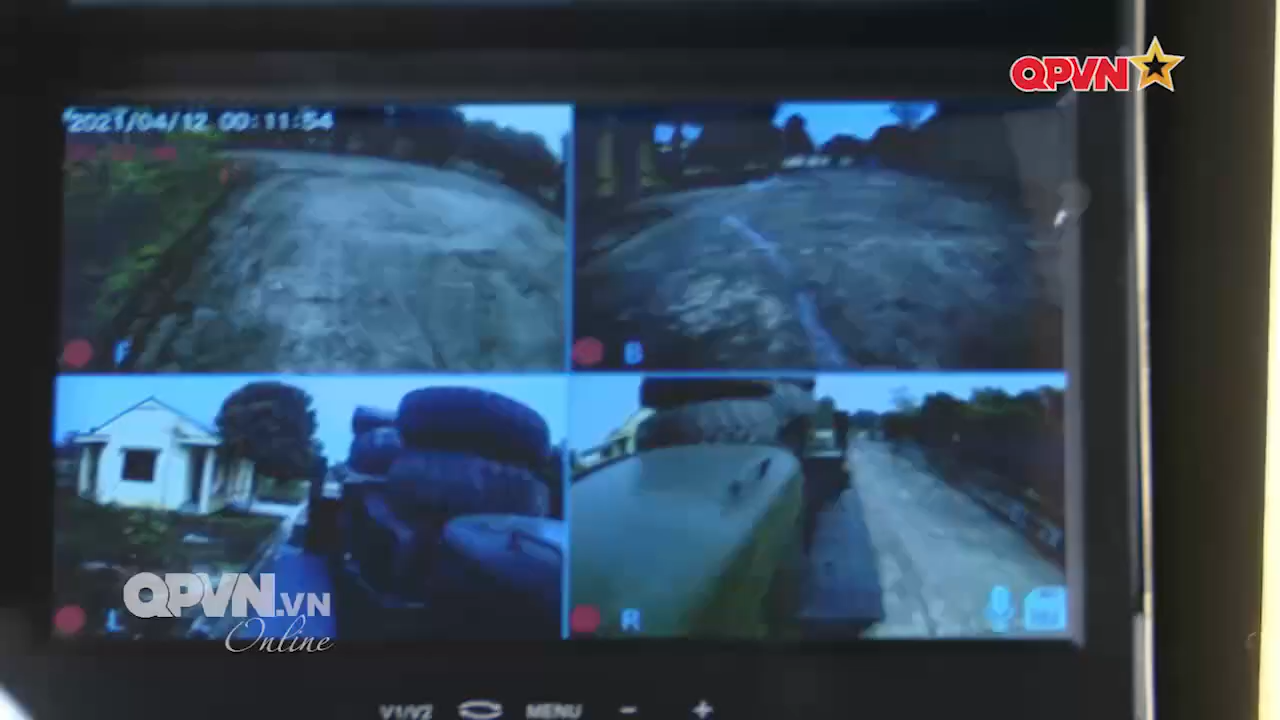 QPVN
2021/04/12 00:11:54
F
B
L
R
QPVN.VN
Online
V1/V2
MENU
-
+